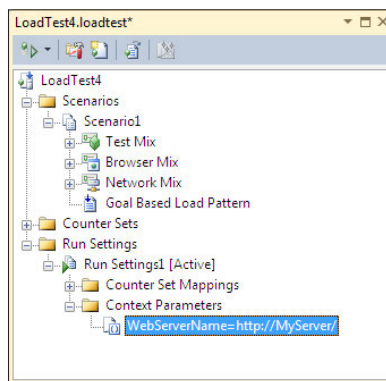 LoadTest4.loadtest*
LoadTest4
Scenarios
Scenario1
Test Mix
Browser Mix
Network Mix
Goal Based Load Pattern
Counter Sets
Run Settings
Run Settings1 [Active]
Counter Set Mappings
Context Parameters
WebServerName=http://MyServer/